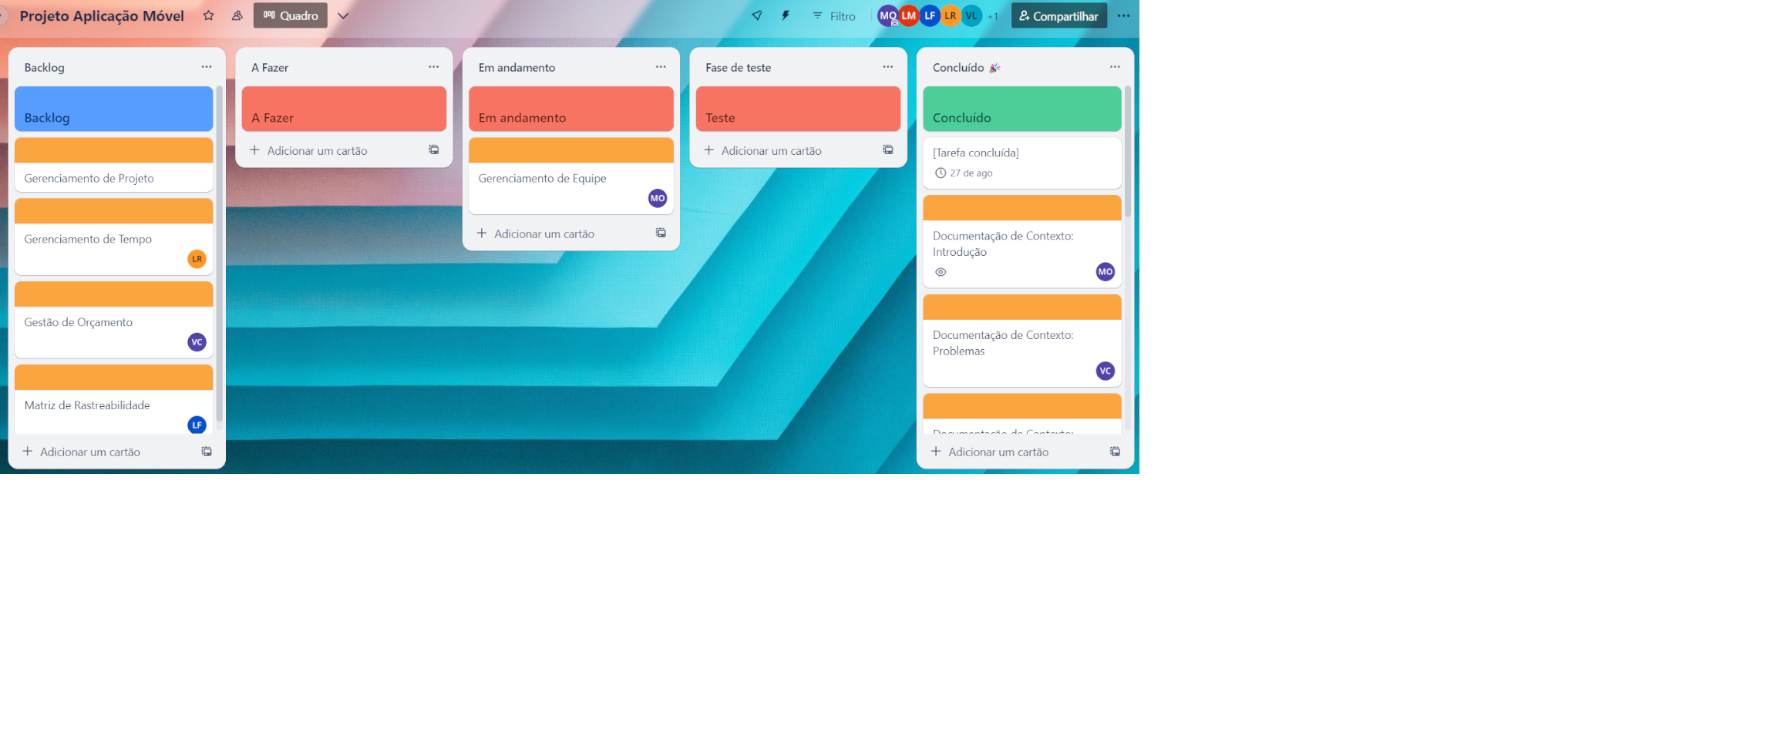 Projeto Aplicação Móvel
Quadro
Filtro
MO LM LF LR VL +1
Compartilhar
Backlog
Backlog
Gerenciamento de Projeto
Gerenciamento de Tempo
LR
Gestão de Orçamento
VC
Matriz de Rastreabilidade
LF
+ Adicionar um cartão
A Fazer
A Fazer
+ Adicionar um cartão
Em andamento
Em andamento
Gerenciamento de Equipe
MO
+ Adicionar um cartão
Fase de teste
Teste
+ Adicionar um cartão
Concluído 🎉
Concluído
[Tarefa concluída]
27 de ago
Documentação de Contexto:
Introdução
MO
Documentação de Contexto:
Problemas
VC
Documentação de Contexto:
+ Adicionar um cartão